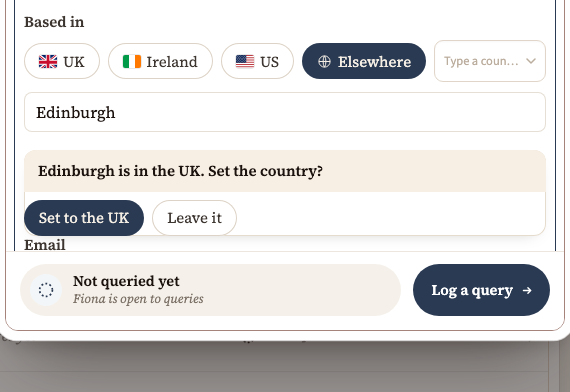 Based in
UK
Ireland
US
Elsewhere
Type a coun...
Edinburgh
Edinburgh is in the UK. Set the country?
Set to the UK
Leave it
Email
Not queried yet
Fiona is open to queries
Log a query →